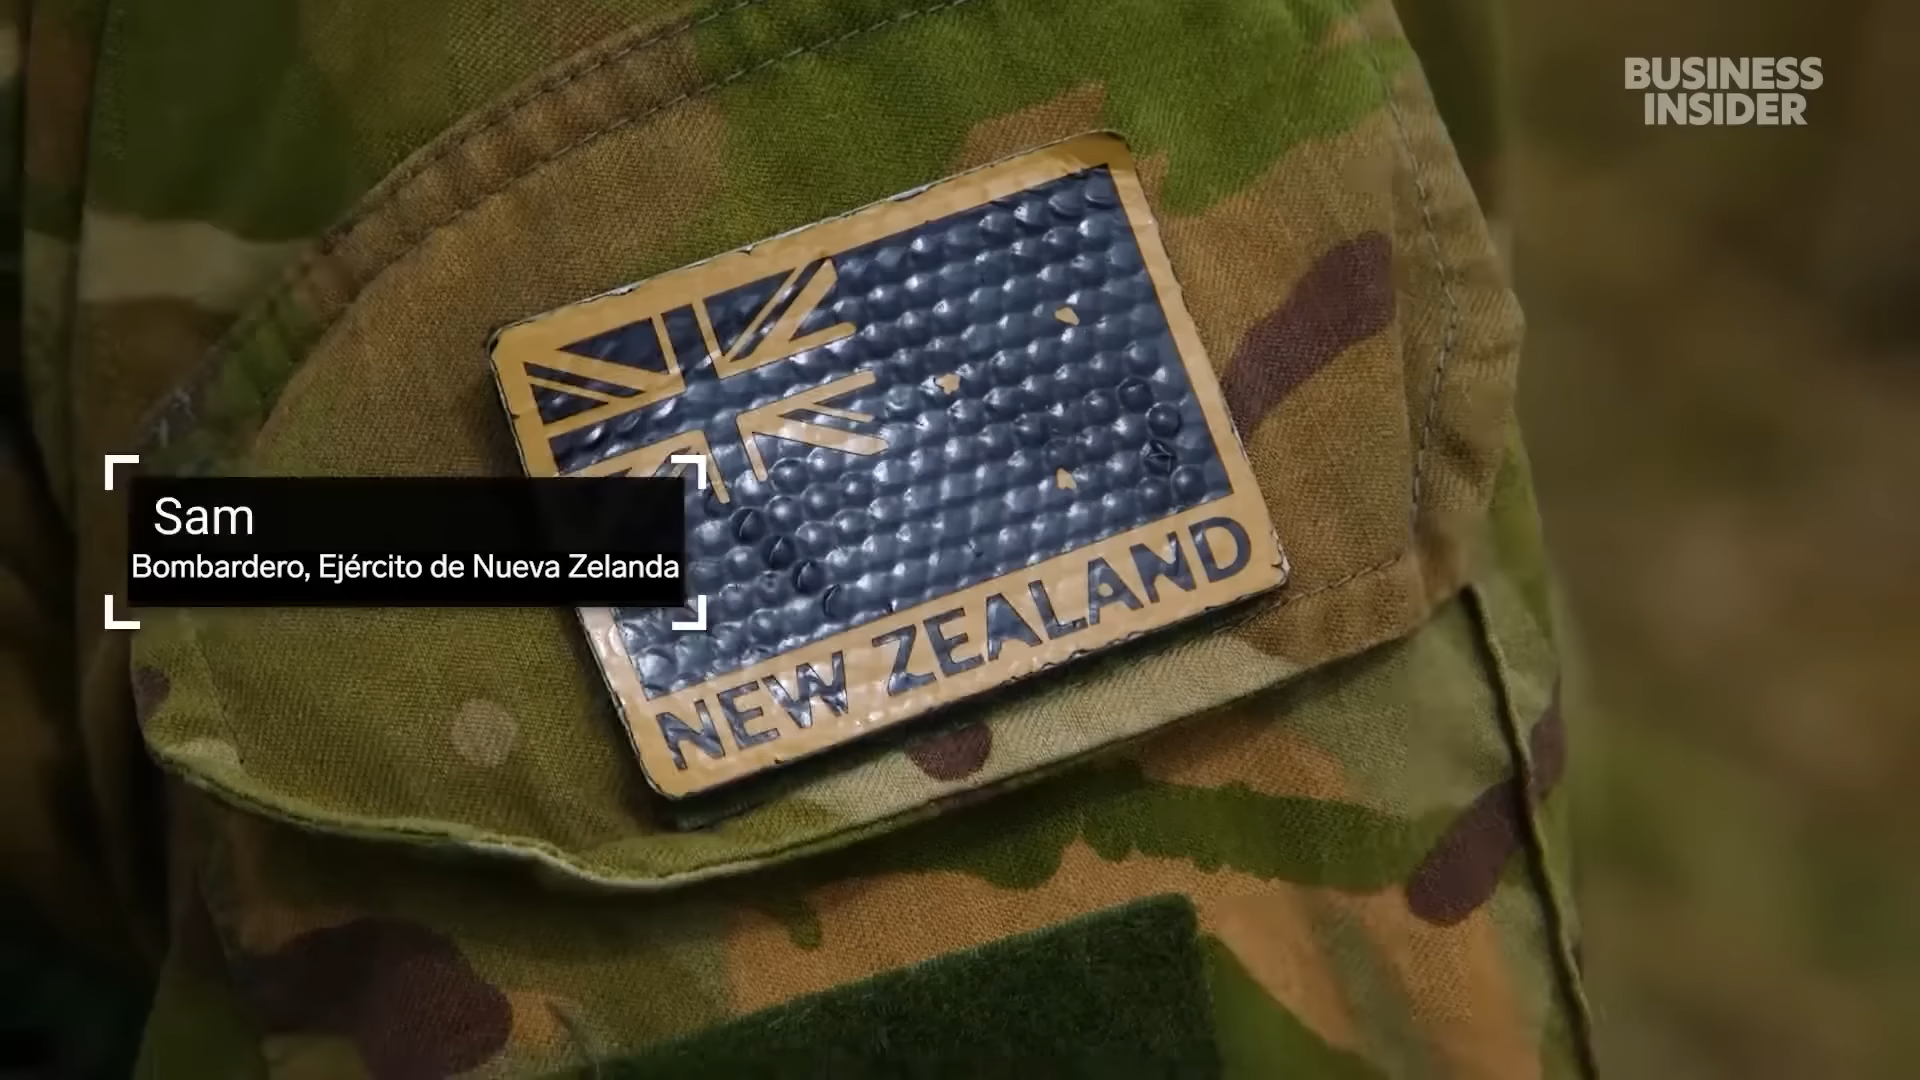 BUSINESS
INSIDER
Sam
Bombardero, Ejército de Nueva Zelanda
NEW ZEALAND